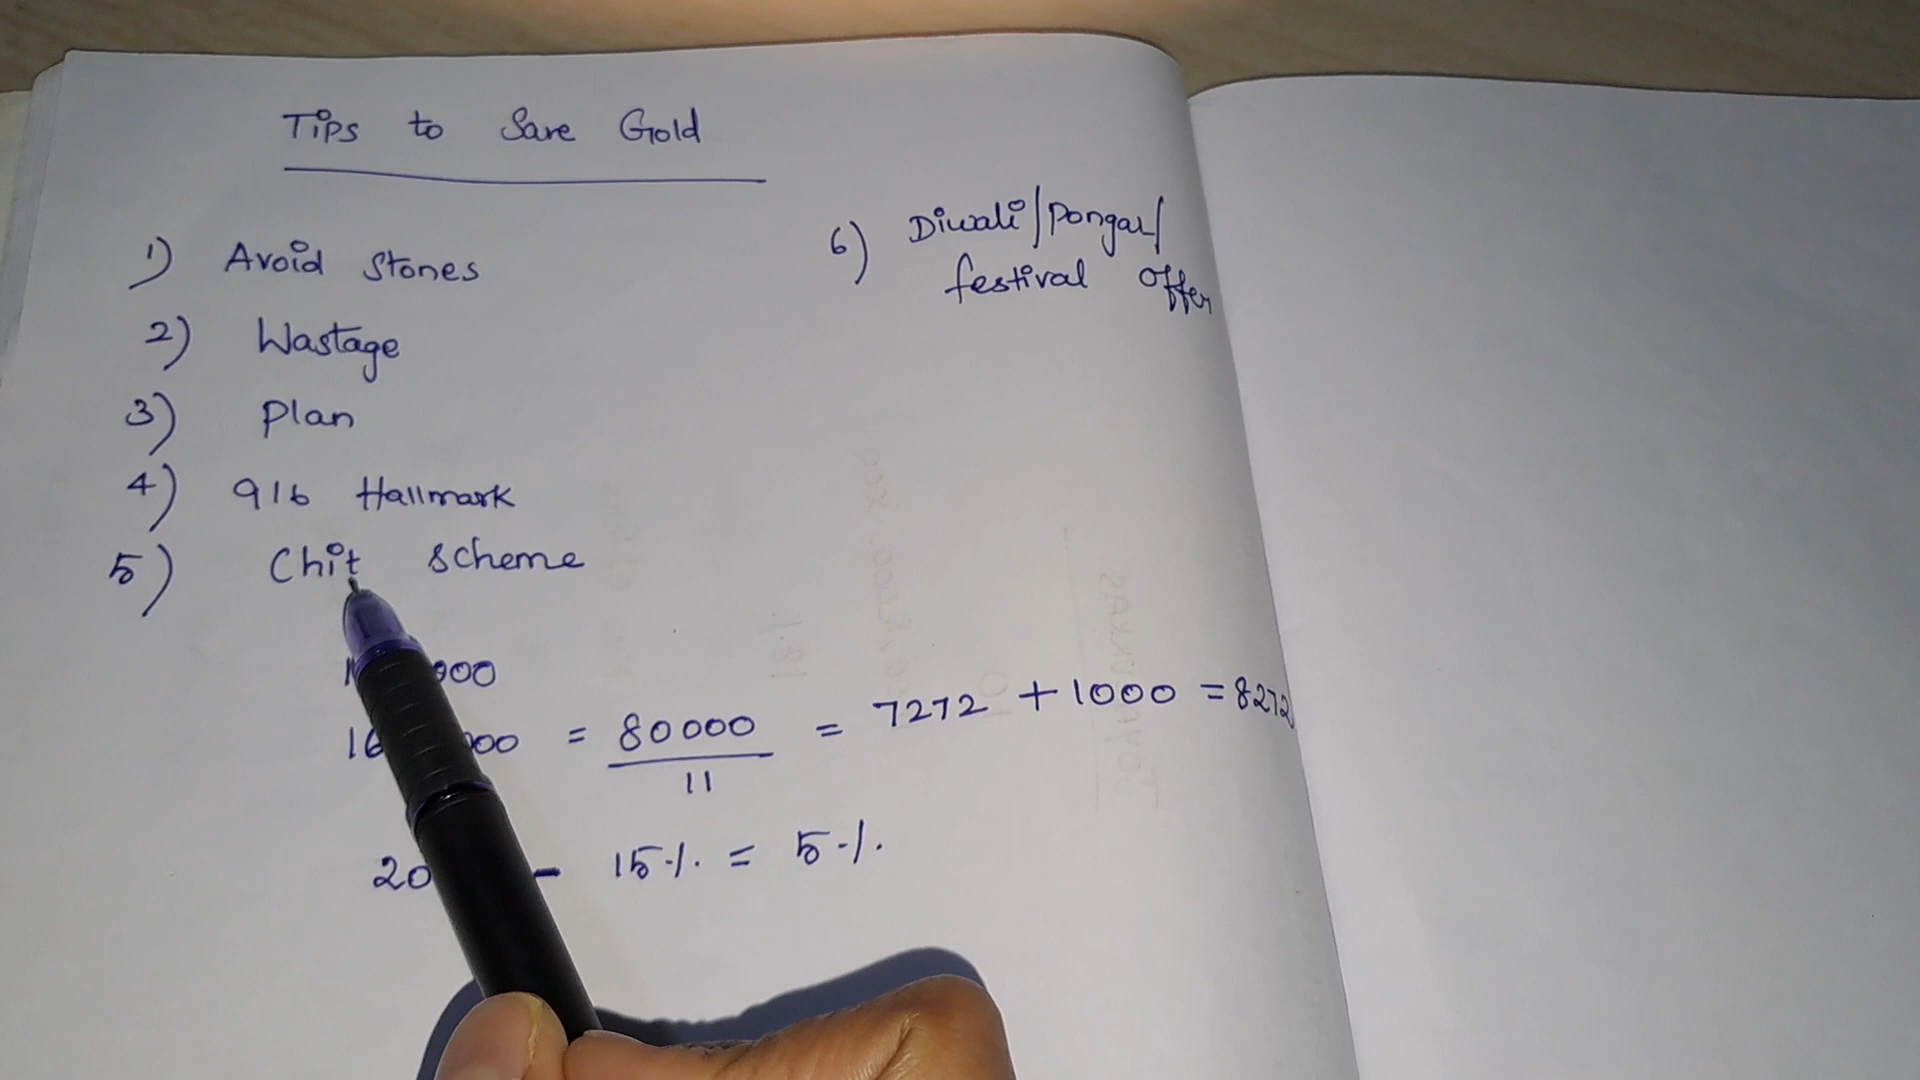 Tips to Save Gold
1) Avoid Stones
2) Wastage
3) Plan
4) 916 Hallmark
5) Chit Scheme
6) Diwali/Pongal/
festival offer
= 80000 = 7272 + 1000 = 8272
11
- 15% = 5%